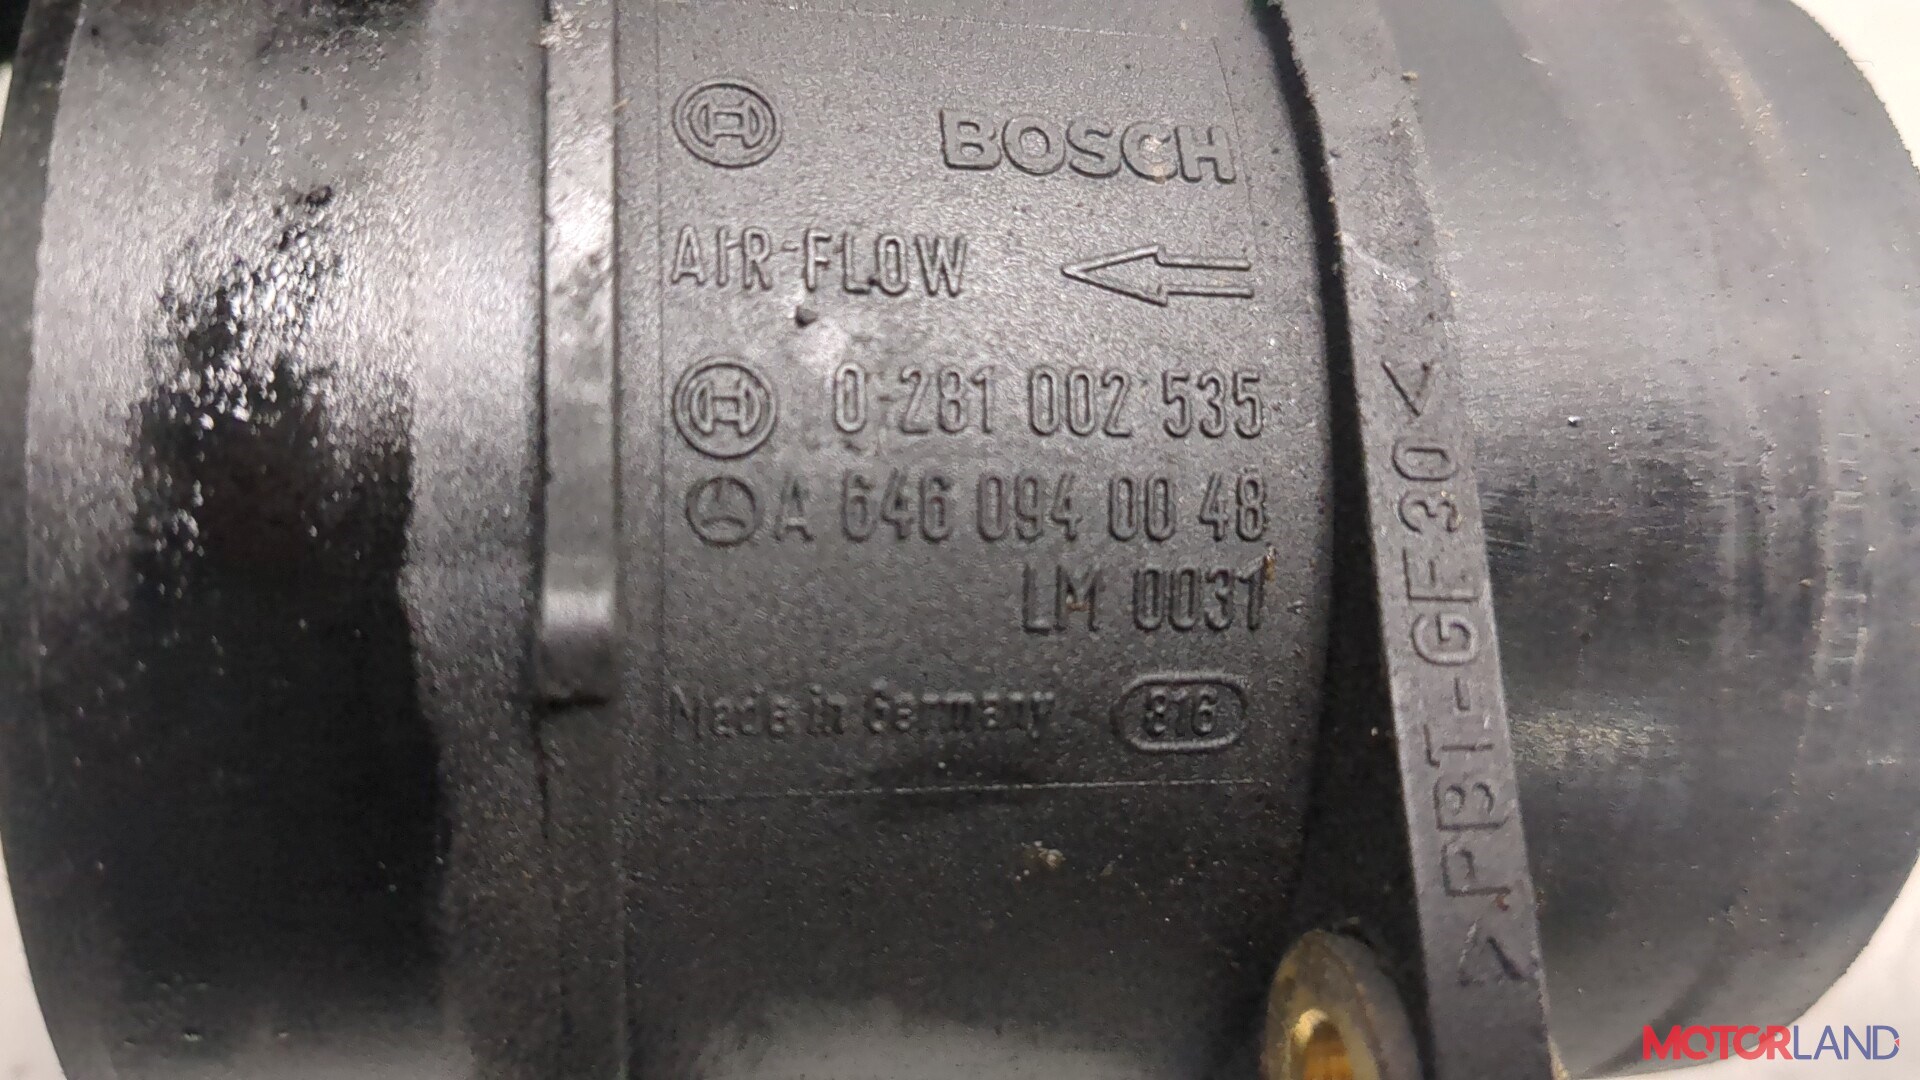 BOSCH
AIR-FLOW
0 281 002 535
A 646 094 00 48
LM 0031
Made in Germany 816
>PBT-GF30<
MOTORLAND